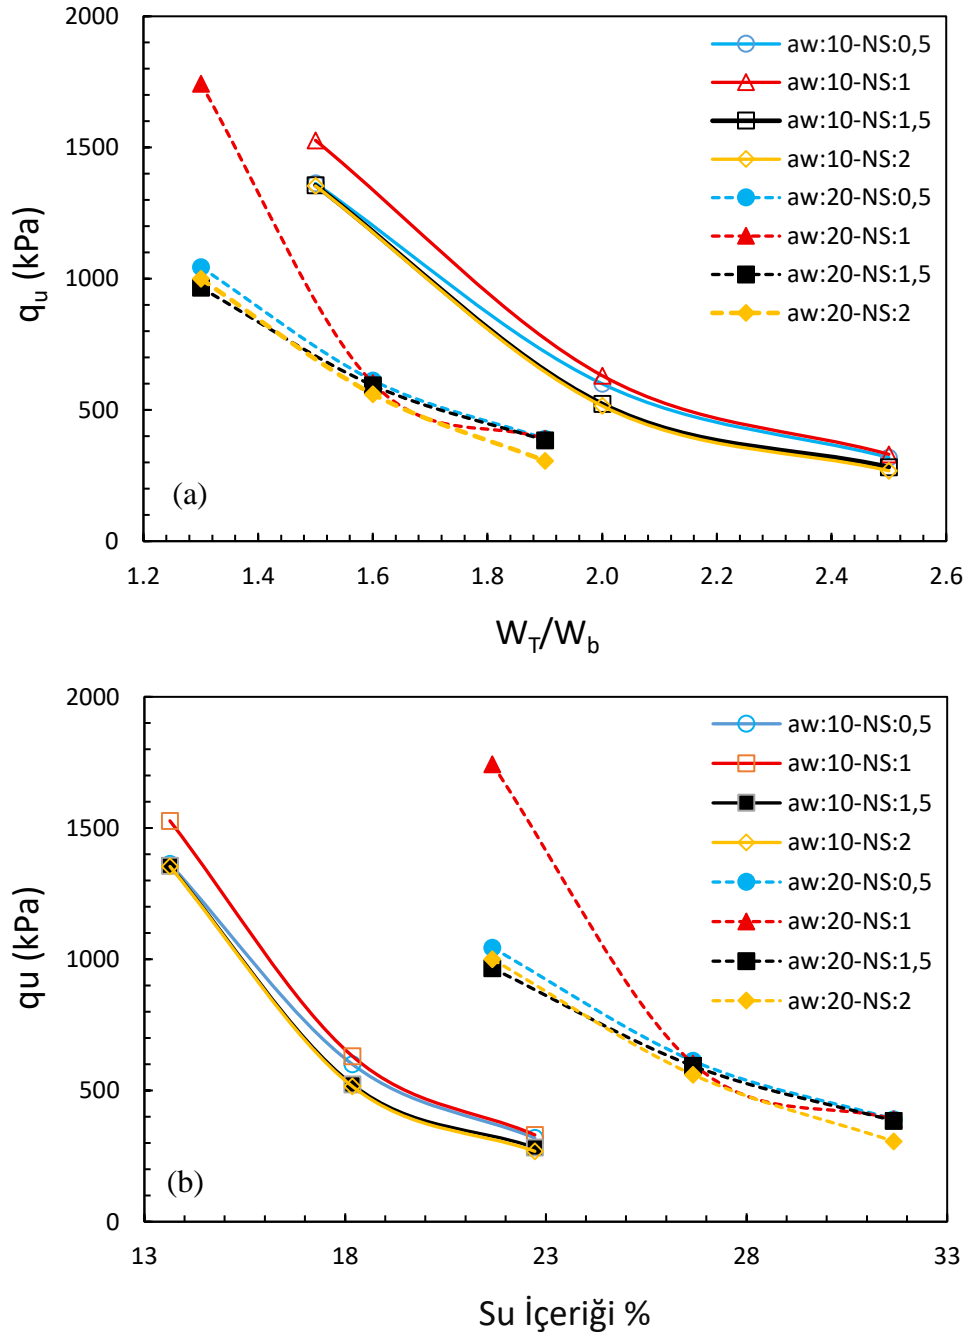 2000
1500
1000
500
0
q_u (kPa)
aw:10-NS:0,5
aw:10-NS:1
aw:10-NS:1,5
aw:10-NS:2
aw:20-NS:0,5
aw:20-NS:1
aw:20-NS:1,5
aw:20-NS:2
(a)
1.2 1.4 1.6 1.8 2.0 2.2 2.4 2.6
W_T/W_b
2000
1500
1000
500
0
qu (kPa)
aw:10-NS:0,5
aw:10-NS:1
aw:10-NS:1,5
aw:10-NS:2
aw:20-NS:0,5
aw:20-NS:1
aw:20-NS:1,5
aw:20-NS:2
(b)
13 18 23 28 33
Su İçeriği %